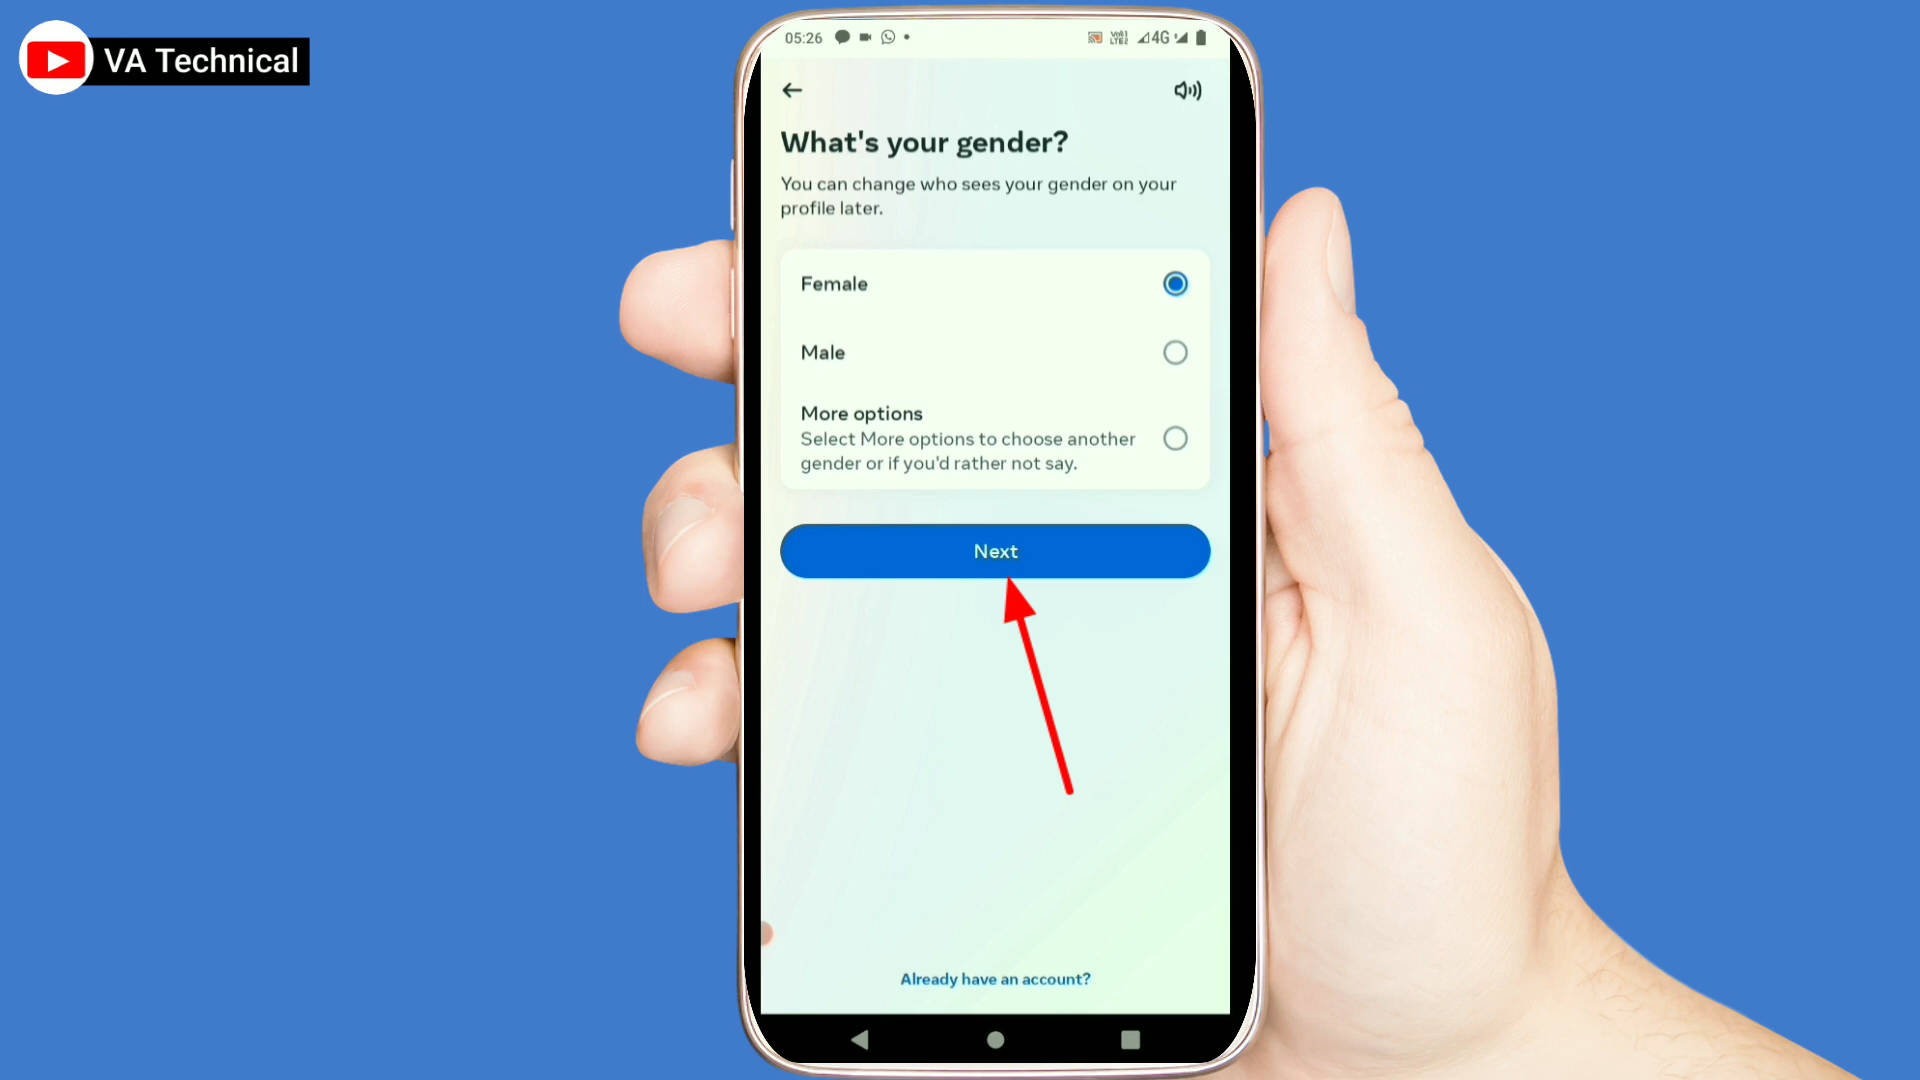 VA Technical
05:26
4G
What's your gender?
You can change who sees your gender on your
profile later.
Female
Male
More options
Select More options to choose another
gender or if you'd rather not say.
Next
Already have an account?